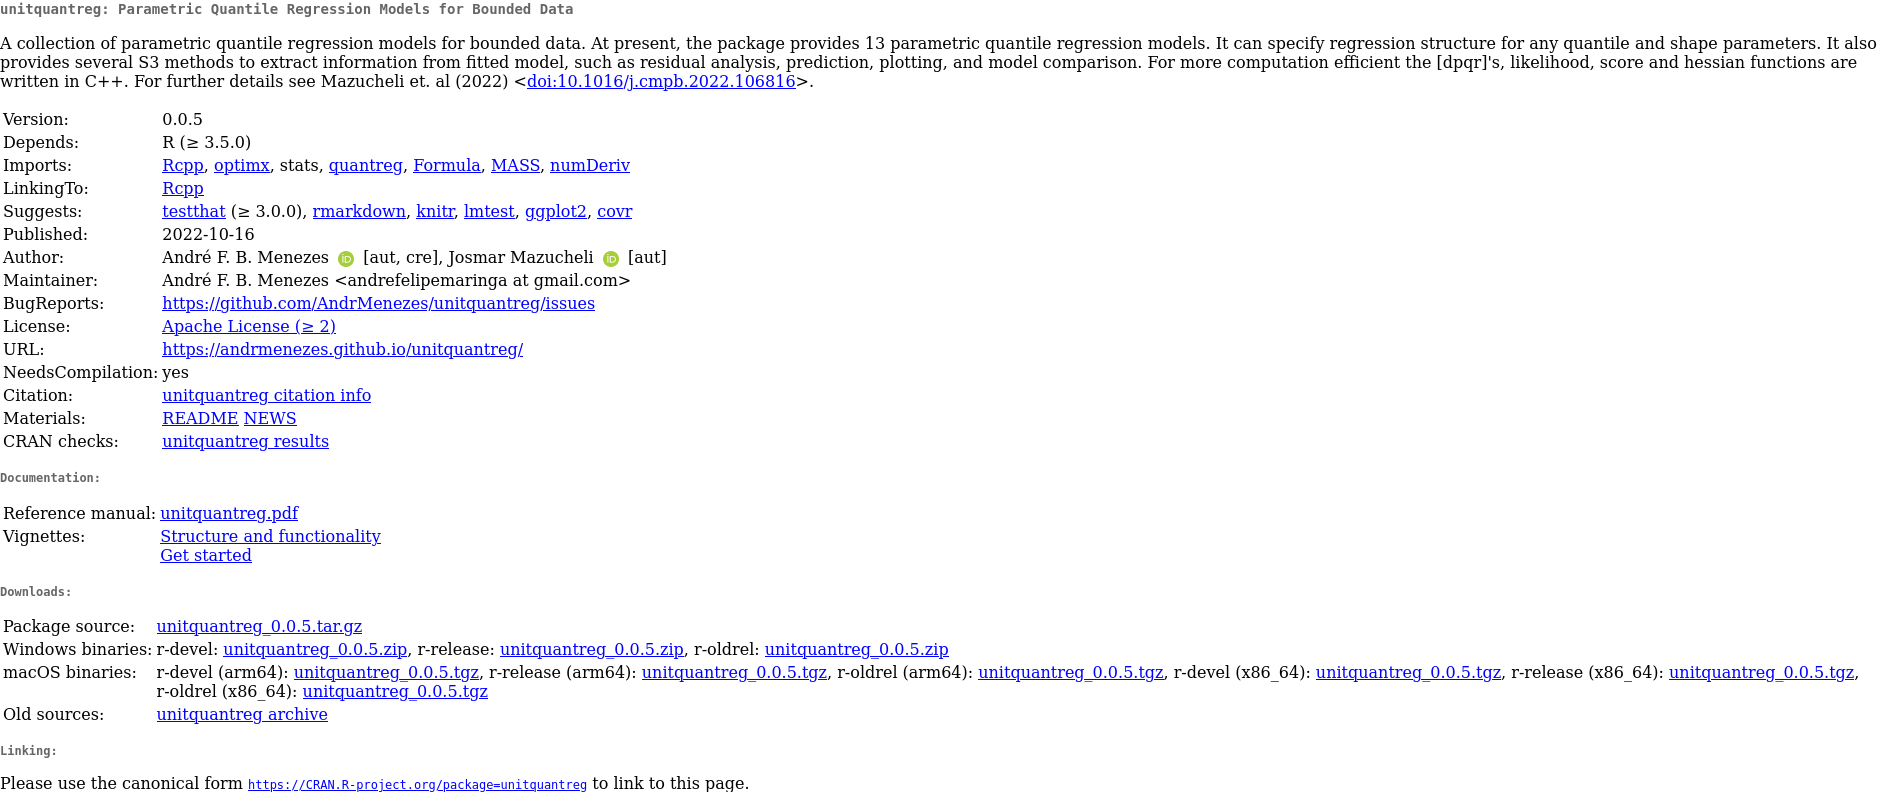 unitquantreg: Parametric Quantile Regression Models for Bounded Data
A collection of parametric quantile regression models for bounded data. At present, the package provides 13 parametric quantile regression models. It can specify regression structure for any quantile and shape parameters. It also
provides several S3 methods to extract information from fitted model, such as residual analysis, prediction, plotting, and model comparison. For more computation efficient the [dpqr]'s, likelihood, score and hessian functions are
written in C++. For further details see Mazucheli et. al (2022) <doi:10.1016/j.cmpb.2022.106816>.
Version: 0.0.5
Depends: R (≥ 3.5.0)
Imports: Rcpp, optimx, stats, quantreg, Formula, MASS, numDeriv
LinkingTo: Rcpp
Suggests: testthat (≥ 3.0.0), rmarkdown, knitr, lmtest, ggplot2, covr
Published: 2022-10-16
Author: André F. B. Menezes iD [aut, cre], Josmar Mazucheli iD [aut]
Maintainer: André F. B. Menezes <andrefelipemaringa at gmail.com>
BugReports: https://github.com/AndrMenezes/unitquantreg/issues
License: Apache License (≥ 2)
URL: https://andrmenezes.github.io/unitquantreg/
NeedsCompilation: yes
Citation: unitquantreg citation info
Materials: README NEWS
CRAN checks: unitquantreg results
Documentation:
Reference manual: unitquantreg.pdf
Vignettes: Structure and functionality
Get started
Downloads:
Package source: unitquantreg_0.0.5.tar.gz
Windows binaries: r-devel: unitquantreg_0.0.5.zip, r-release: unitquantreg_0.0.5.zip, r-oldrel: unitquantreg_0.0.5.zip
macOS binaries: r-devel (arm64): unitquantreg_0.0.5.tgz, r-release (arm64): unitquantreg_0.0.5.tgz, r-oldrel (arm64): unitquantreg_0.0.5.tgz, r-devel (x86_64): unitquantreg_0.0.5.tgz, r-release (x86_64): unitquantreg_0.0.5.tgz,
r-oldrel (x86_64): unitquantreg_0.0.5.tgz
Old sources: unitquantreg archive
Linking:
Please use the canonical form https://CRAN.R-project.org/package=unitquantreg to link to this page.